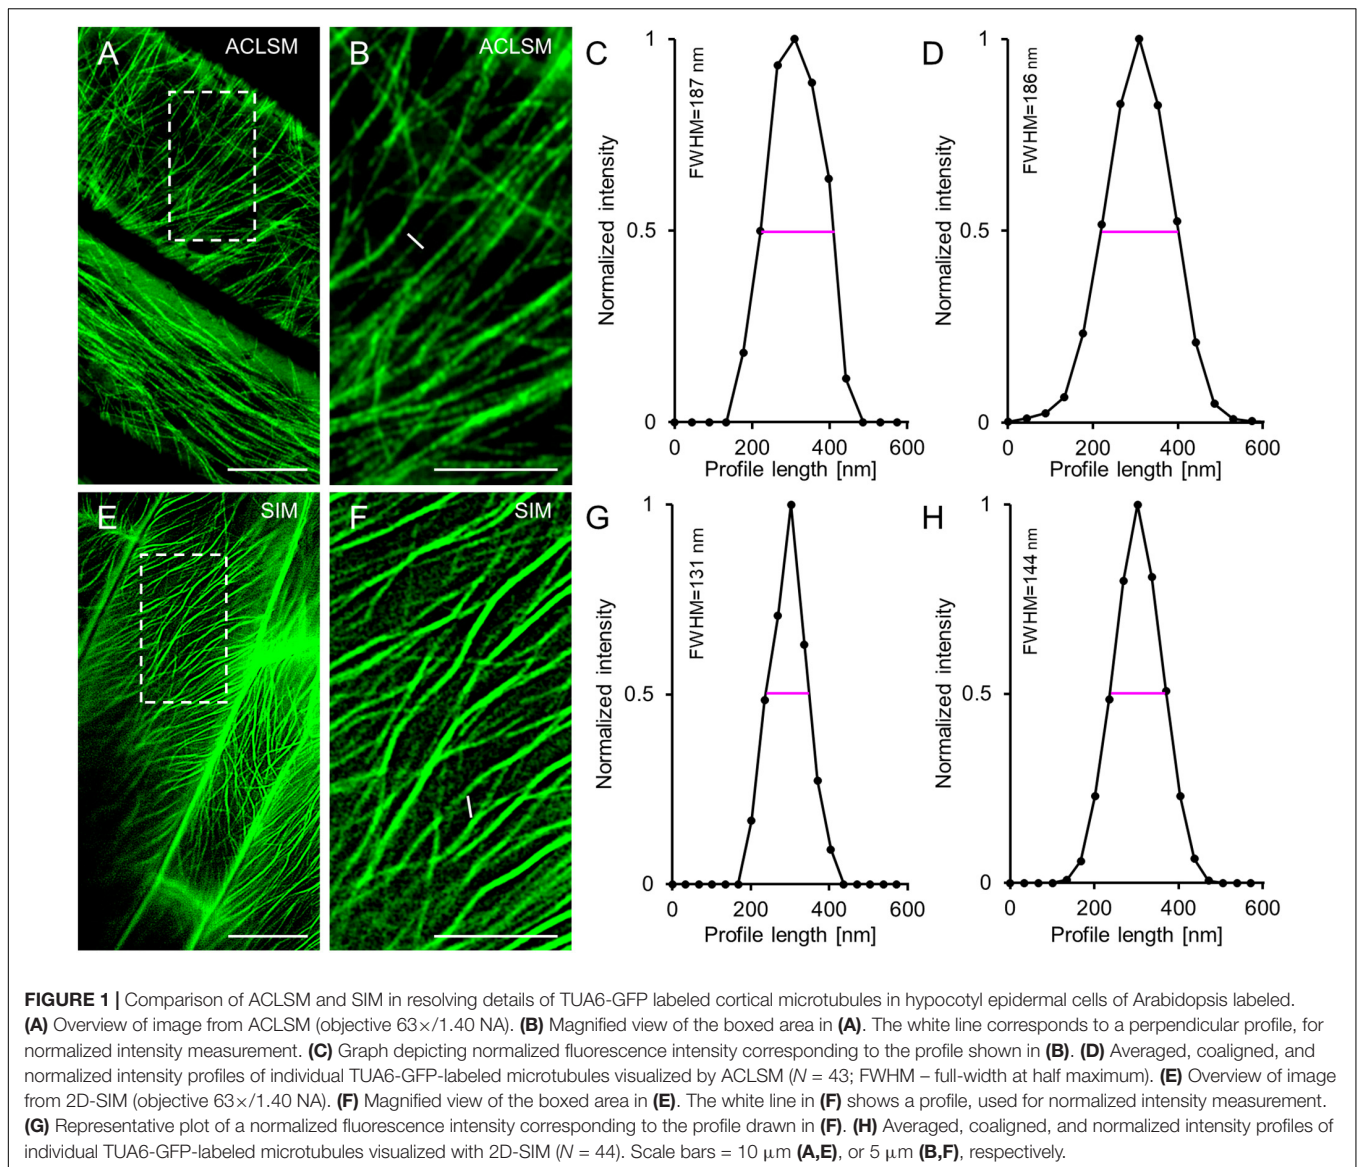 A ACLSM
B ACLSM
C
1
0.5
0
Normalized intensity
FWHM=187 nm
0 200 400 600
Profile length [nm]
D
1
0.5
0
Normalized intensity
FWHM=186 nm
0 200 400 600
Profile length [nm]
E SIM
F SIM
G
1
0.5
0
Normalized intensity
FWHM=131 nm
0 200 400 600
Profile length [nm]
H
1
0.5
0
Normalized intensity
FWHM=144 nm
0 200 400 600
Profile length [nm]
FIGURE 1 | Comparison of ACLSM and SIM in resolving details of TUA6-GFP labeled cortical microtubules in hypocotyl epidermal cells of Arabidopsis labeled.
(A) Overview of image from ACLSM (objective 63×/1.40 NA). (B) Magnified view of the boxed area in (A). The white line corresponds to a perpendicular profile, for
normalized intensity measurement. (C) Graph depicting normalized fluorescence intensity corresponding to the profile shown in (B). (D) Averaged, coaligned, and
normalized intensity profiles of individual TUA6-GFP-labeled microtubules visualized by ACLSM (N = 43; FWHM – full-width at half maximum). (E) Overview of image
from 2D-SIM (objective 63×/1.40 NA). (F) Magnified view of the boxed area in (E). The white line in (F) shows a profile, used for normalized intensity measurement.
(G) Representative plot of a normalized fluorescence intensity corresponding to the profile drawn in (F). (H) Averaged, coaligned, and normalized intensity profiles of
individual TUA6-GFP-labeled microtubules visualized with 2D-SIM (N = 44). Scale bars = 10 μm (A,E), or 5 μm (B,F), respectively.